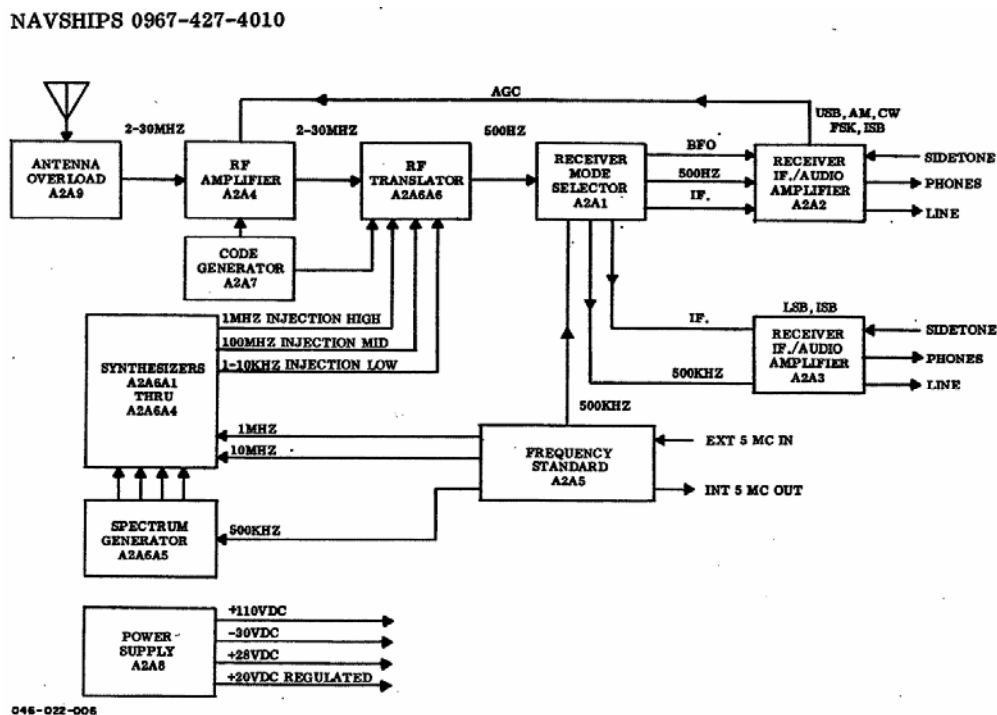 NAVSHIPS 0967-427-4010
AGC
2-30MHZ
2-30MHZ
500HZ
USB, AM, CW
FSK, ISB
ANTENNA
OVERLOAD
A2A9
RF
AMPLIFIER
A2A4
RF
TRANSLATOR
A2A6A6
RECEIVER
MODE
SELECTOR
A2A1
BFO
500HZ
IF.
RECEIVER
IF./AUDIO
AMPLIFIER
A2A2
SIDETONE
PHONES
LINE
CODE
GENERATOR
A2A7
1MHZ INJECTION HIGH
100MHZ INJECTION MID
1-10KHZ INJECTION LOW
SYNTHESIZERS
A2A6A1
THRU
A2A6A4
LSB, ISB
IF.
500KHZ
RECEIVER
IF./AUDIO
AMPLIFIER
A2A3
SIDETONE
PHONES
LINE
500KHZ
1MHZ
10MHZ
FREQUENCY
STANDARD
A2A5
EXT 5 MC IN
INT 5 MC OUT
SPECTRUM
GENERATOR
A2A6A5
500KHZ
POWER
SUPPLY
A2A8
+110VDC
-30VDC
+28VDC
+20VDC REGULATED
046-022-006